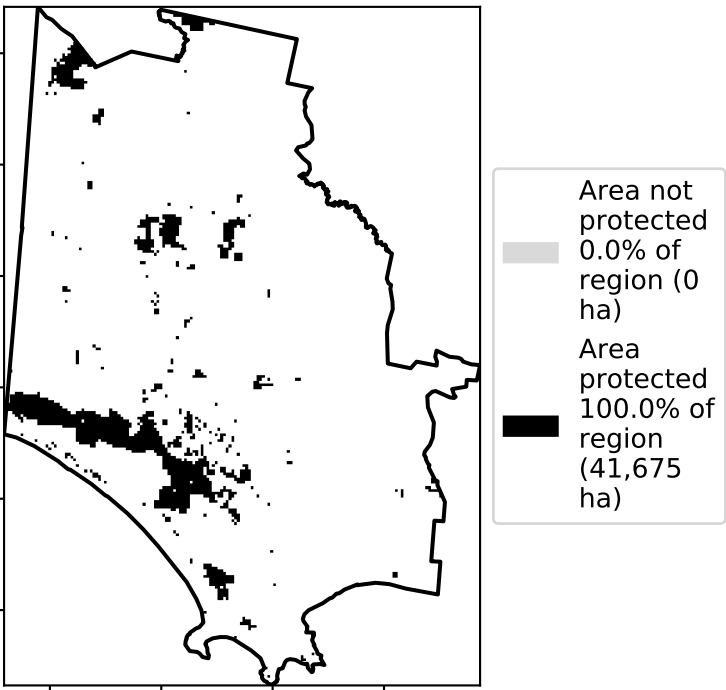 Area not
protected
0.0% of
region (0
ha)
Area
protected
100.0% of
region
(41,675
ha)